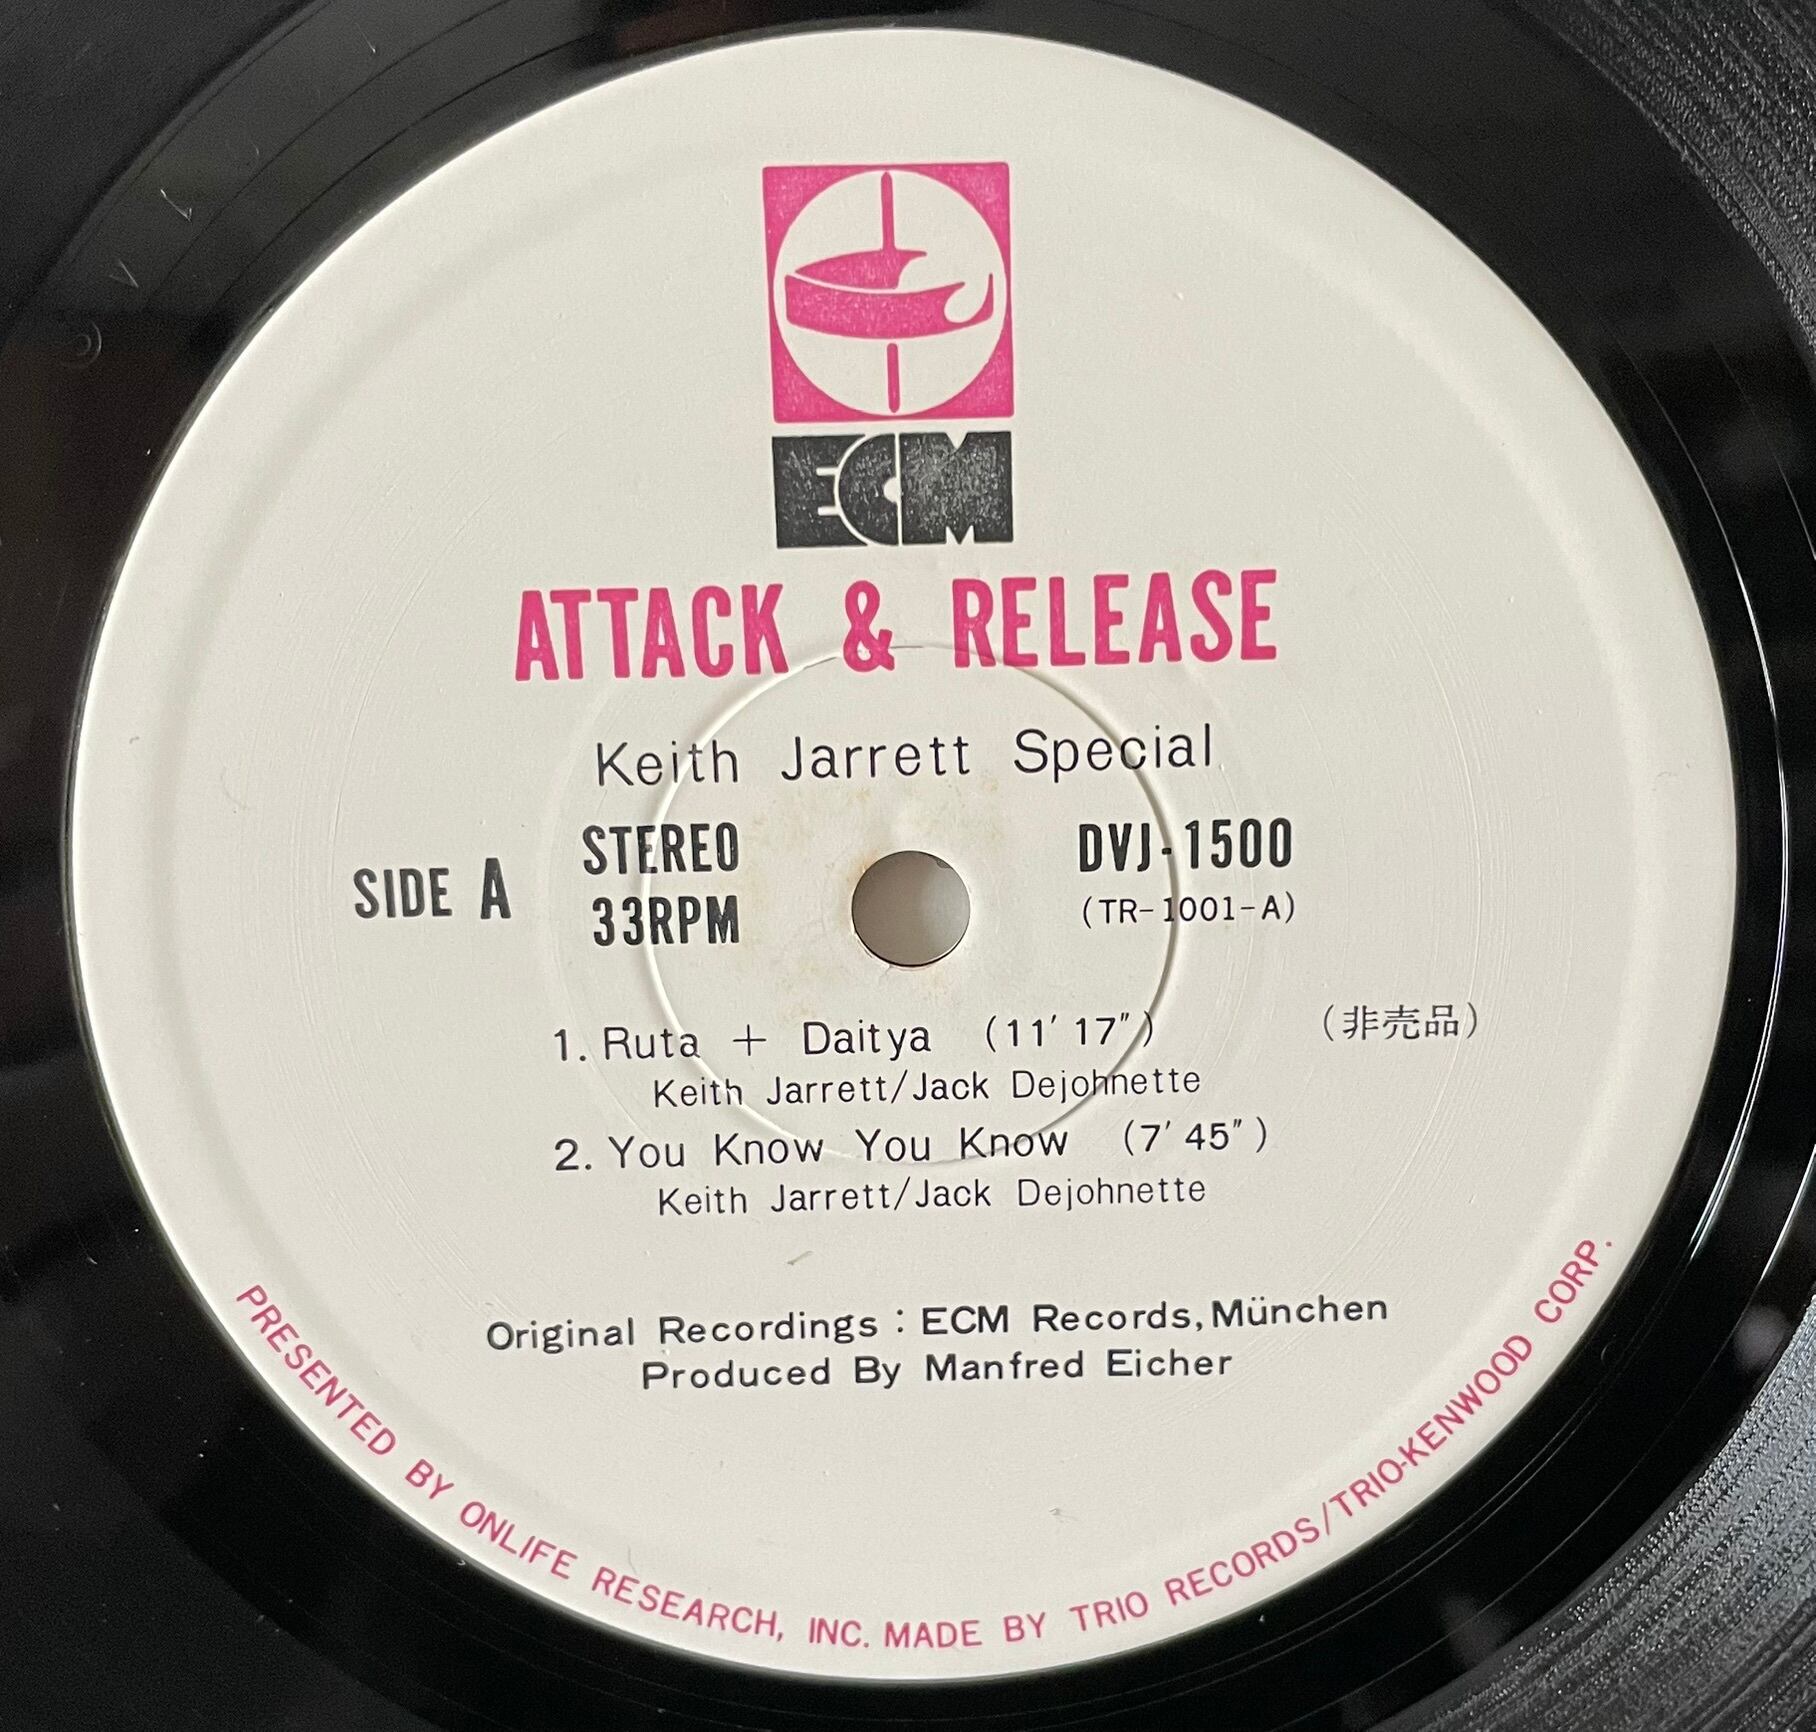 ECM
ATTACK & RELEASE
Keith Jarrett Special
SIDE A
STEREO
33RPM
DVJ-1500
(TR-1001-A)
1. Ruta + Daitya (11′17″)
(非売品)
Keith Jarrett/Jack Dejohnette
2. You Know You Know (7′45″)
Keith Jarrett/Jack Dejohnette
Original Recordings : ECM Records, München
Produced By Manfred Eicher
PRESENTED BY ONLIFE RESEARCH, INC. MADE BY TRIO RECORDS/TRIO-KENWOOD CORP.